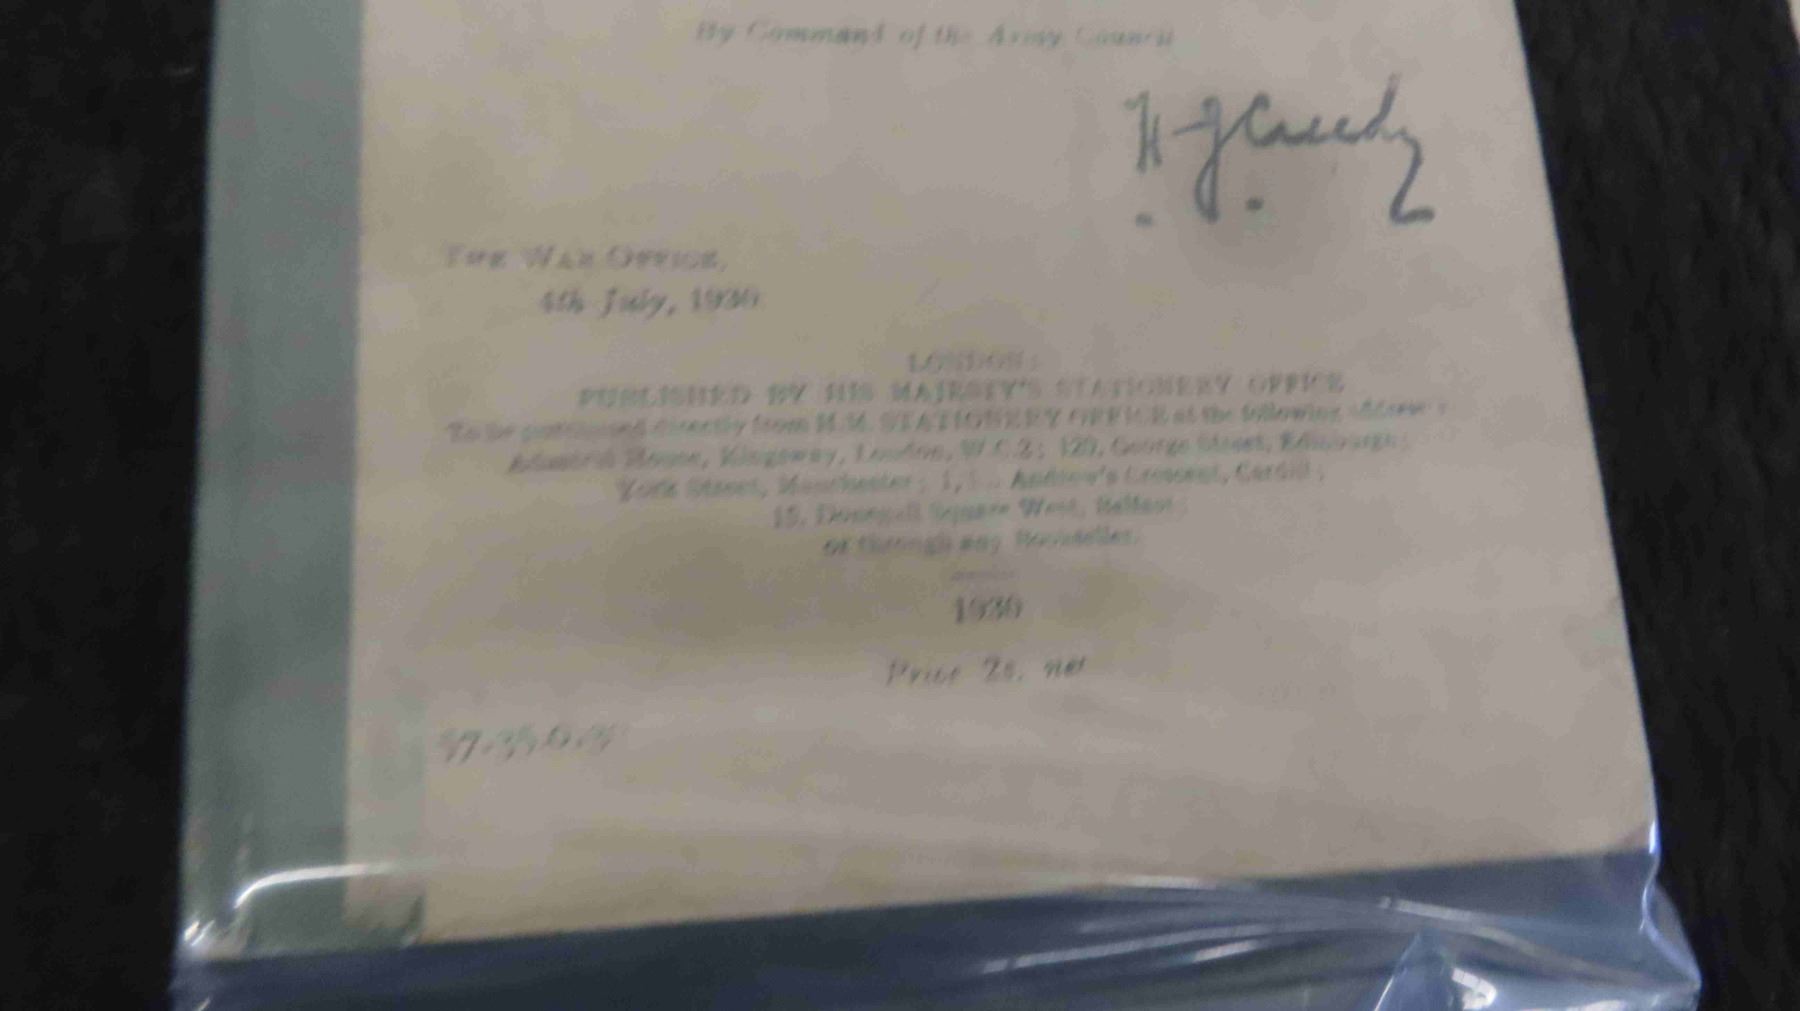 By Command of the Army Council
H. J. Creedy
THE WAR OFFICE,
4th July, 1930.
LONDON:
PUBLISHED BY HIS MAJESTY'S STATIONERY OFFICE
To be purchased directly from H.M. STATIONERY OFFICE at the following addresses:
Adastral House, Kingsway, London, W.C.2; 120, George Street, Edinburgh;
York Street, Manchester; 1, St. Andrew's Crescent, Cardiff;
15, Donegall Square West, Belfast;
or through any Bookseller.
1930
Price 2s. net